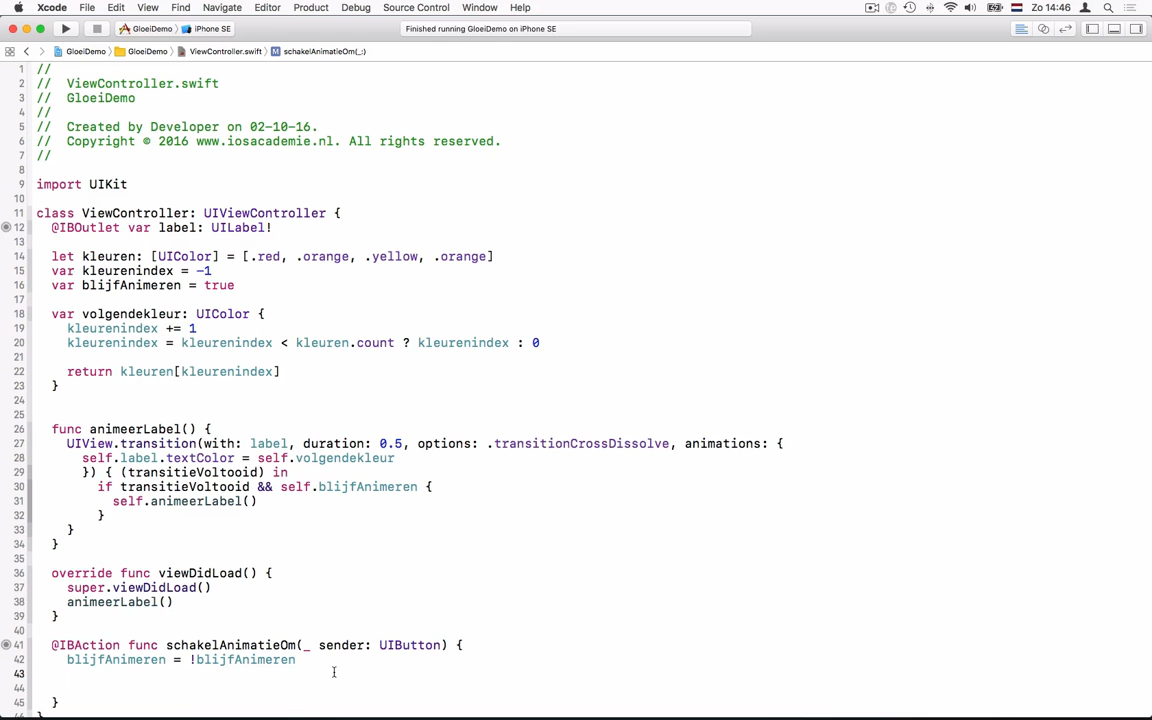 Xcode File Edit View Find Navigate Editor Product Debug Source Control Window Help Zo 14:46
GloeiDemo iPhone SE Finished running GloeiDemo on iPhone SE
GloeiDemo GloeiDemo ViewController.swift M schakelAnimatieOm(_:)
1 //
2 // ViewController.swift
3 // GloeiDemo
4 //
5 // Created by Developer on 02-10-16.
6 // Copyright © 2016 www.iosacademie.nl. All rights reserved.
7 //
8
9 import UIKit
10
11 class ViewController: UIViewController {
12 @IBOutlet var label: UILabel!
13
14 let kleuren: [UIColor] = [.red, .orange, .yellow, .orange]
15 var kleurenindex = -1
16 var blijfAnimeren = true
17
18 var volgendekleur: UIColor {
19 kleurenindex += 1
20 kleurenindex = kleurenindex < kleuren.count ? kleurenindex : 0
21
22 return kleuren[kleurenindex]
23 }
24
25
26 func animeerLabel() {
27 UIView.transition(with: label, duration: 0.5, options: .transitionCrossDissolve, animations: {
28 self.label.textColor = self.volgendekleur
29 }) { (transitieVoltooid) in
30 if transitieVoltooid && self.blijfAnimeren {
31 self.animeerLabel()
32 }
33 }
34 }
35
36 override func viewDidLoad() {
37 super.viewDidLoad()
38 animeerLabel()
39 }
40
41 @IBAction func schakelAnimatieOm(_ sender: UIButton) {
42 blijfAnimeren = !blijfAnimeren
43
44
45 }
46 }